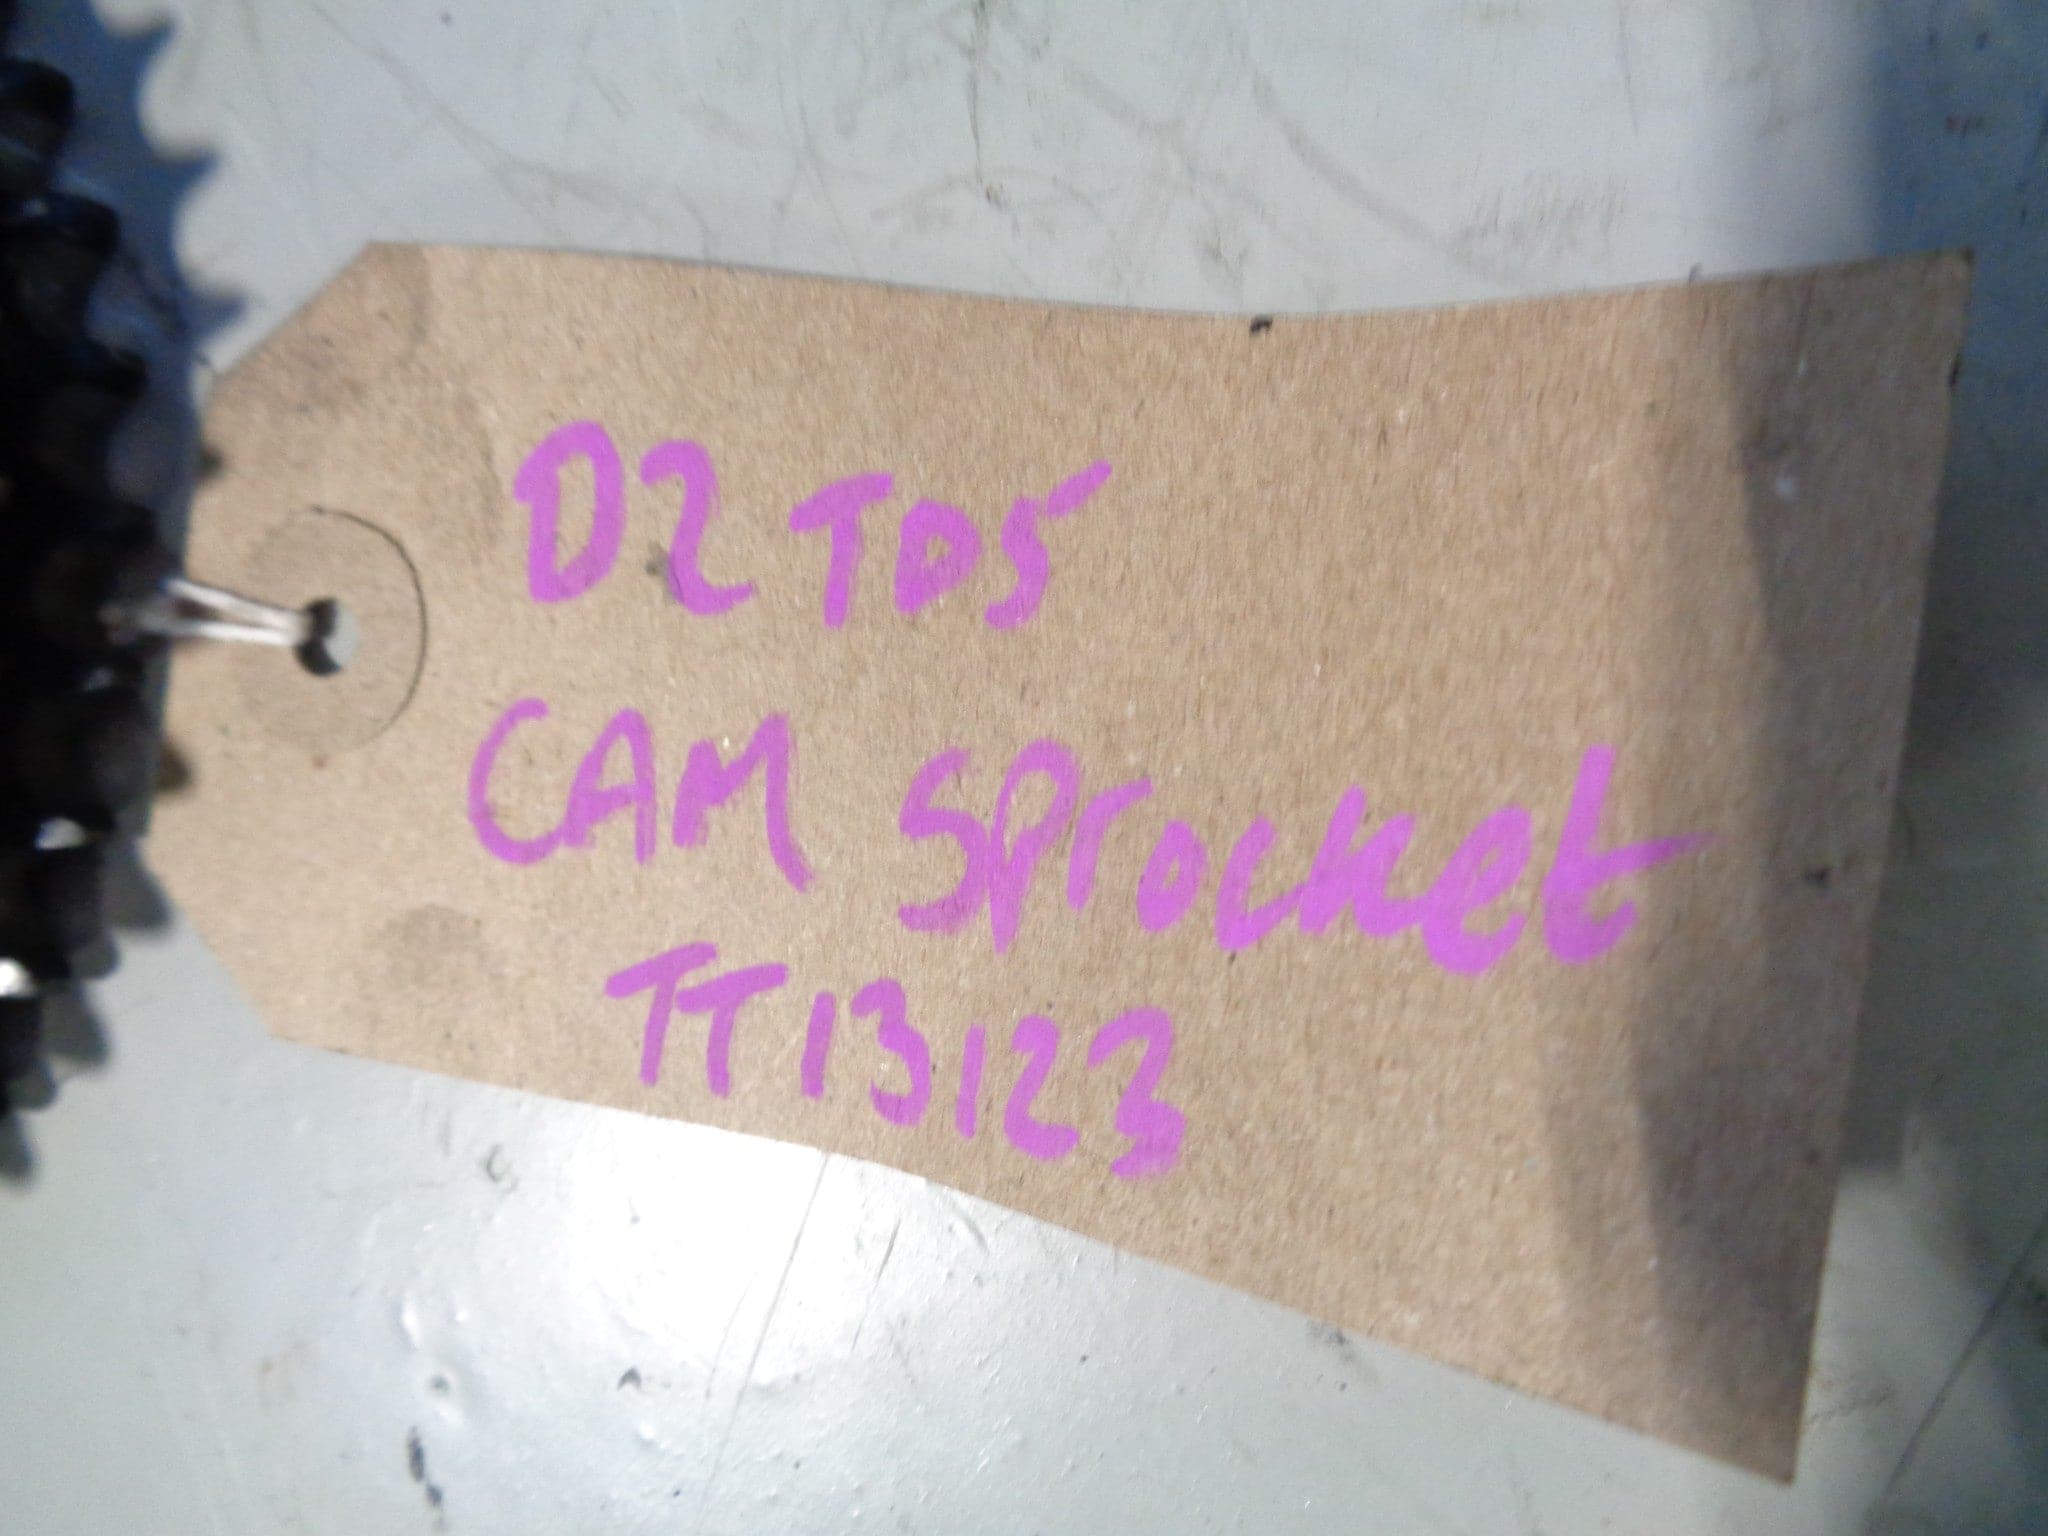 D2 TD5
CAM SProcket
TT13123